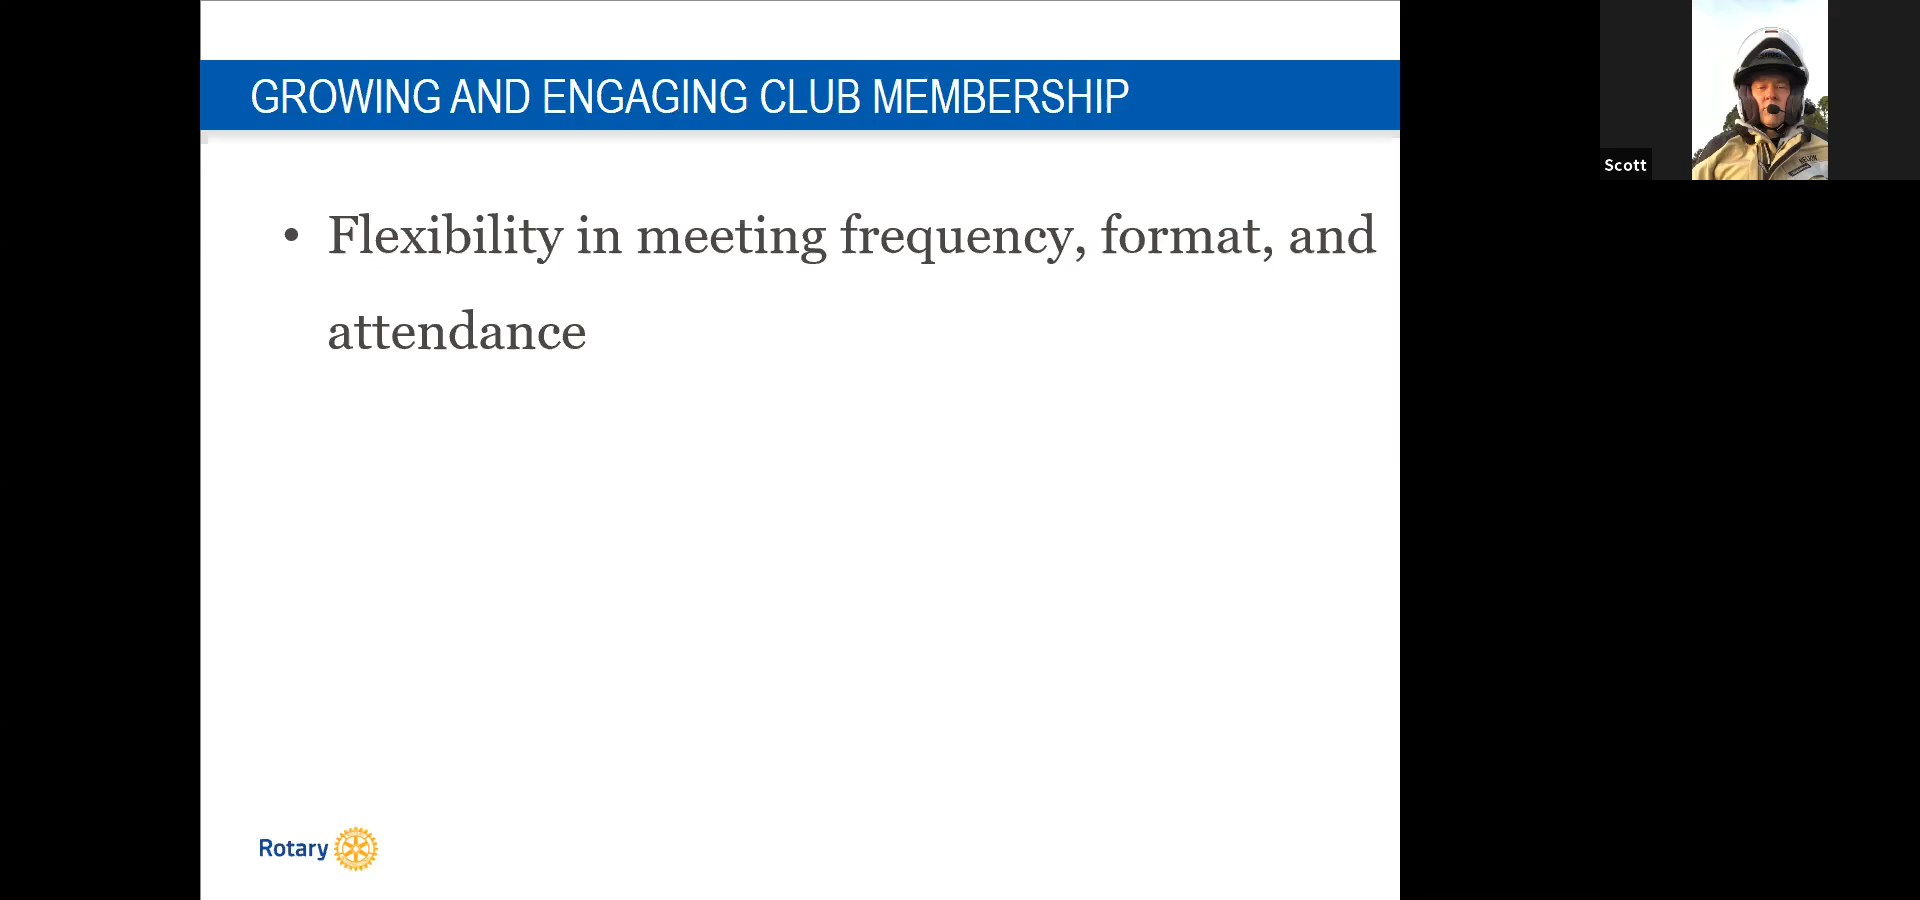 GROWING AND ENGAGING CLUB MEMBERSHIP
• Flexibility in meeting frequency, format, and
attendance
Rotary
Scott